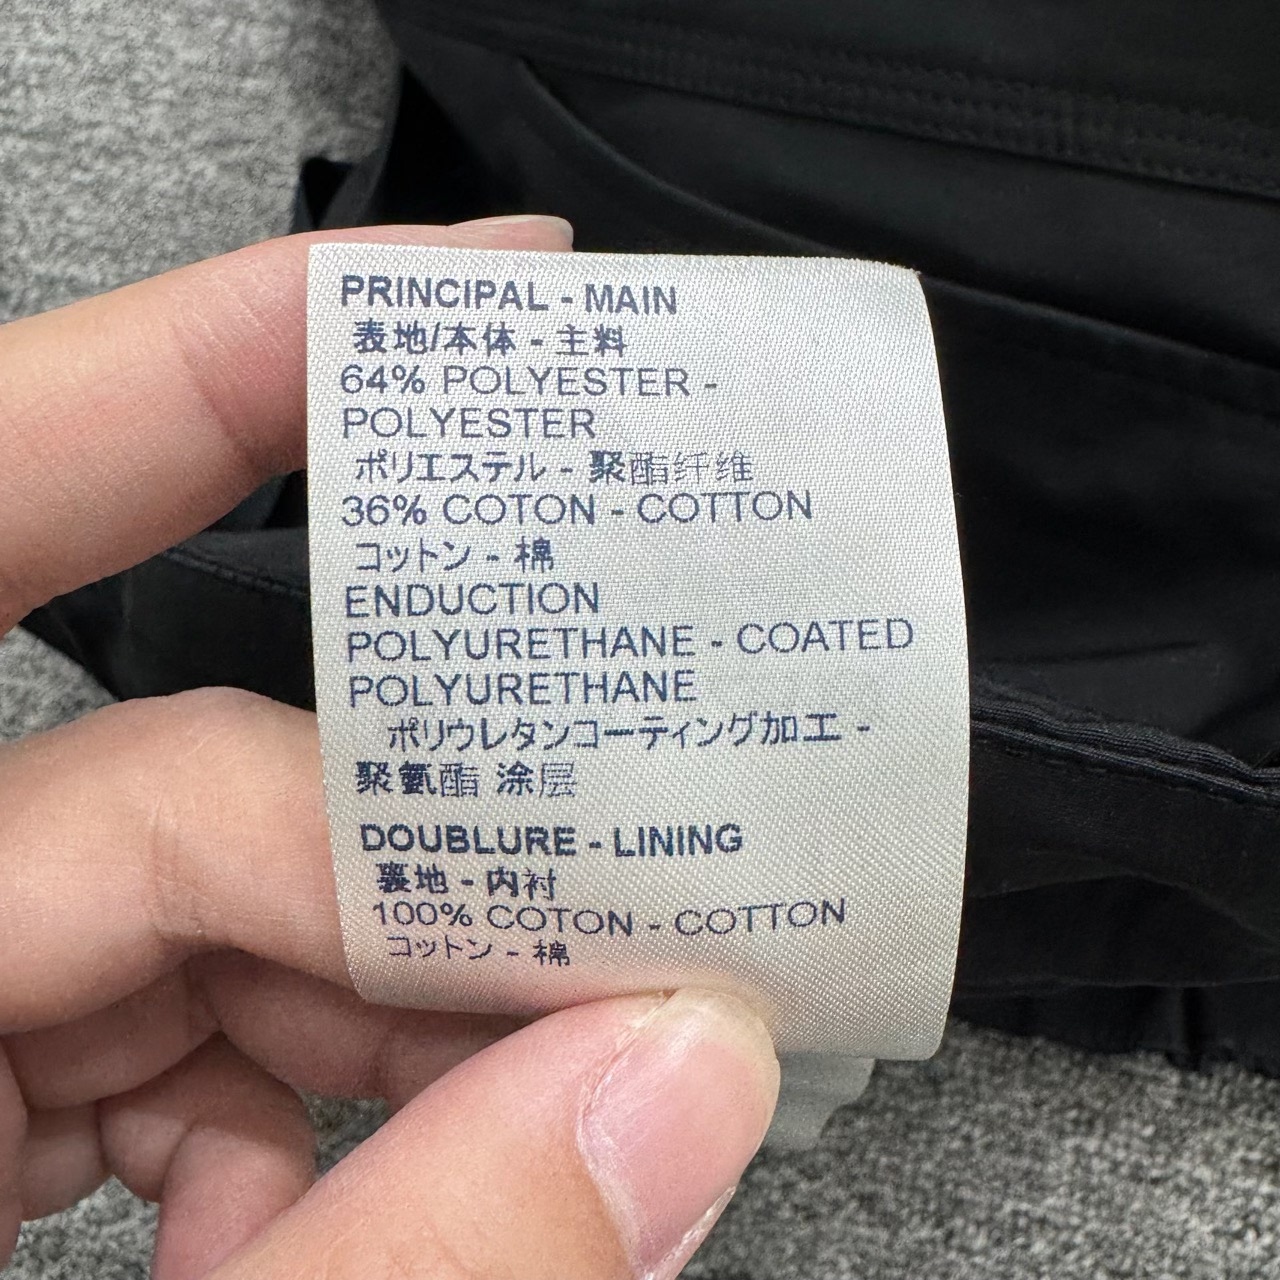 PRINCIPAL - MAIN
表地/本体 - 主料
64% POLYESTER -
POLYESTER
ポリエステル - 聚酯纤维
36% COTON - COTTON
コットン - 棉
ENDUCTION
POLYURETHANE - COATED
POLYURETHANE
ポリウレタンコーティング加工 -
聚氨酯 涂层
DOUBLURE - LINING
裏地 - 内衬
100% COTON - COTTON
コットン - 棉